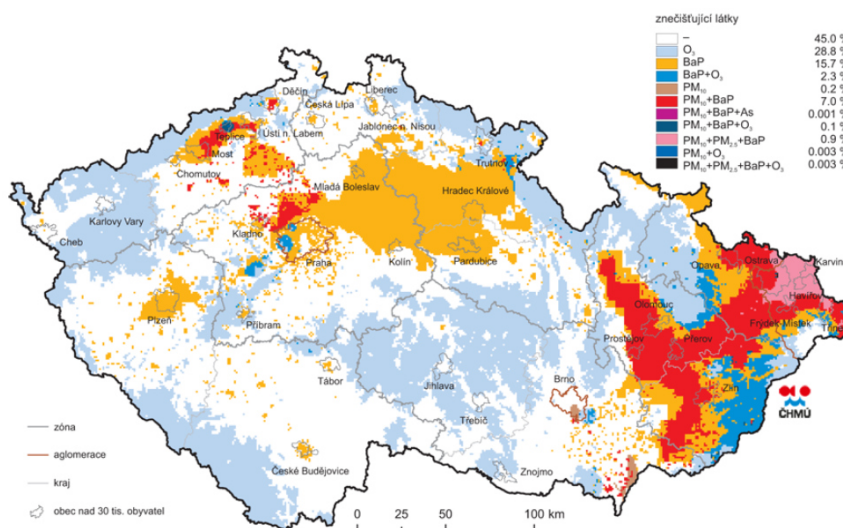 znečišťující látky
– 45.0 %
O₃ 28.8 %
BaP 15.7 %
BaP+O₃ 2.3 %
PM₁₀ 0.2 %
PM₁₀+BaP 7.0 %
PM₁₀+BaP+As 0.001 %
PM₁₀+BaP+O₃ 0.1 %
PM₁₀+PM₂.₅+BaP 0.9 %
PM₁₀+O₃ 0.003 %
PM₁₀+PM₂.₅+BaP+O₃ 0.003 %
Děčín
Liberec
Česká Lípa
Teplice
Ústí n. Labem
Jablonec n. Nisou
Most
Trutnov
Chomutov
Mladá Boleslav
Hradec Králové
Karlovy Vary
Kladno
Cheb
Praha
Kolín
Pardubice
Opava
Ostrava
Karvin
Havířov
Olomouc
Plzeň
Frýdek-Místek
Třine
Příbram
Prostějov
Přerov
Tábor
Jihlava
Brno
Zlín
ČHMÚ
Třebíč
České Budějovice
Znojmo
zóna
aglomerace
kraj
obec nad 30 tis. obyvatel
0 25 50 100 km